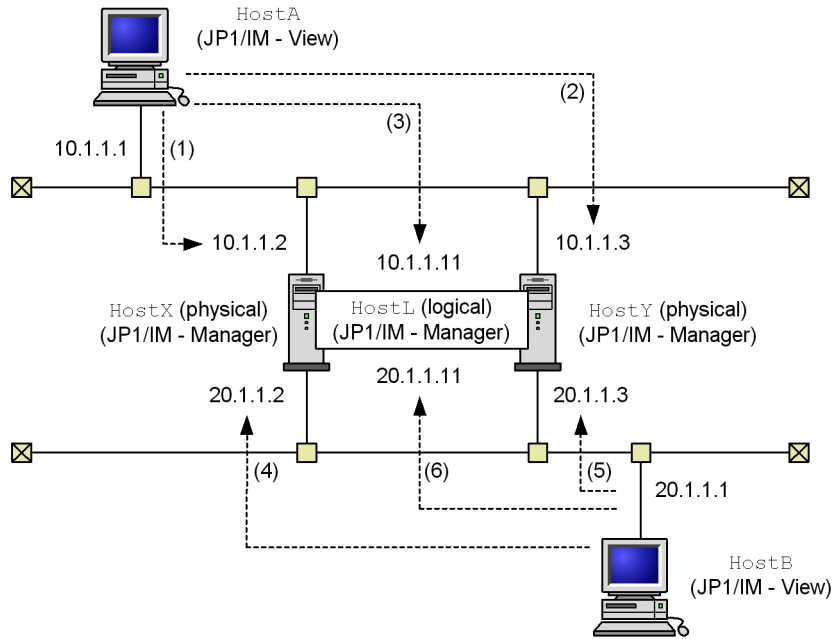 HostA
(JP1/IM - View)
(2)
(3)
10.1.1.1
(1)
10.1.1.2
10.1.1.3
10.1.1.11
HostX (physical)
(JP1/IM - Manager)
HostL (logical)
(JP1/IM - Manager)
HostY (physical)
(JP1/IM - Manager)
20.1.1.2
20.1.1.11
20.1.1.3
(4)
(6)
(5)
20.1.1.1
HostB
(JP1/IM - View)